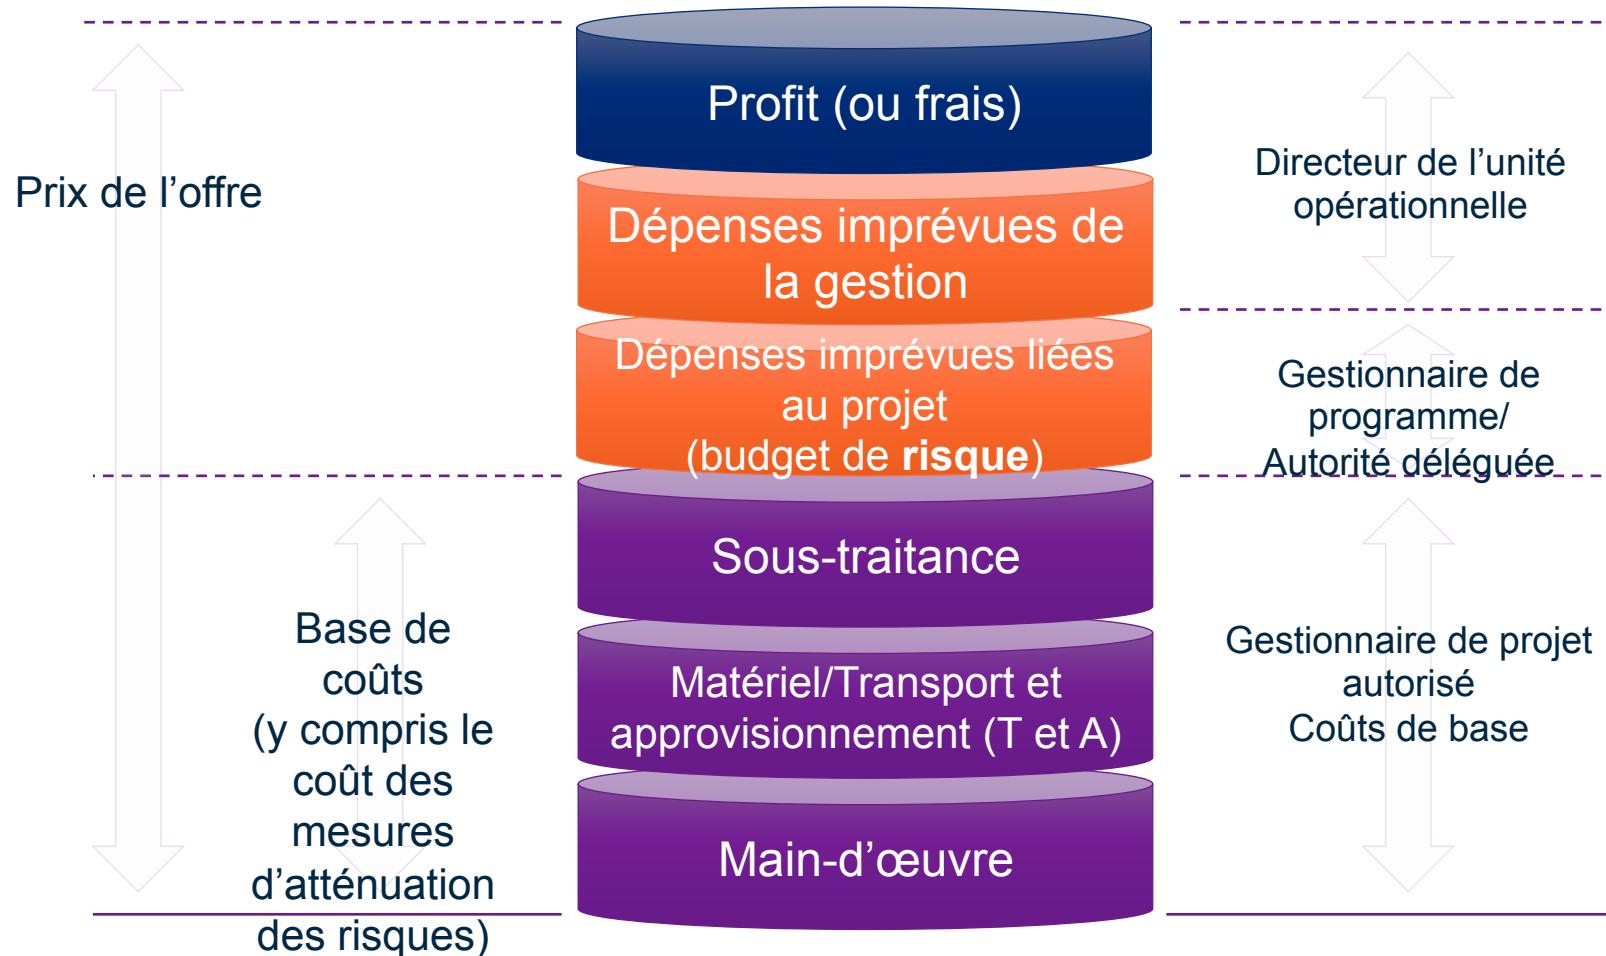 Prix de l’offre
Base de
coûts
(y compris le
coût des
mesures
d’atténuation
des risques)
Profit (ou frais)
Dépenses imprévues de
la gestion
Dépenses imprévues liées
au projet
(budget de risque)
Sous-traitance
Matériel/Transport et
approvisionnement (T et A)
Main-d’œuvre
Directeur de l’unité
opérationnelle
Gestionnaire de
programme/
Autorité déléguée
Gestionnaire de projet
autorisé
Coûts de base